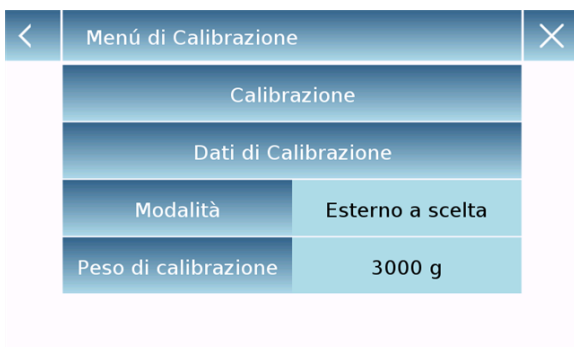 Menú di Calibrazione
Calibrazione
Dati di Calibrazione
Modalità Esterno a scelta
Peso di calibrazione 3000 g